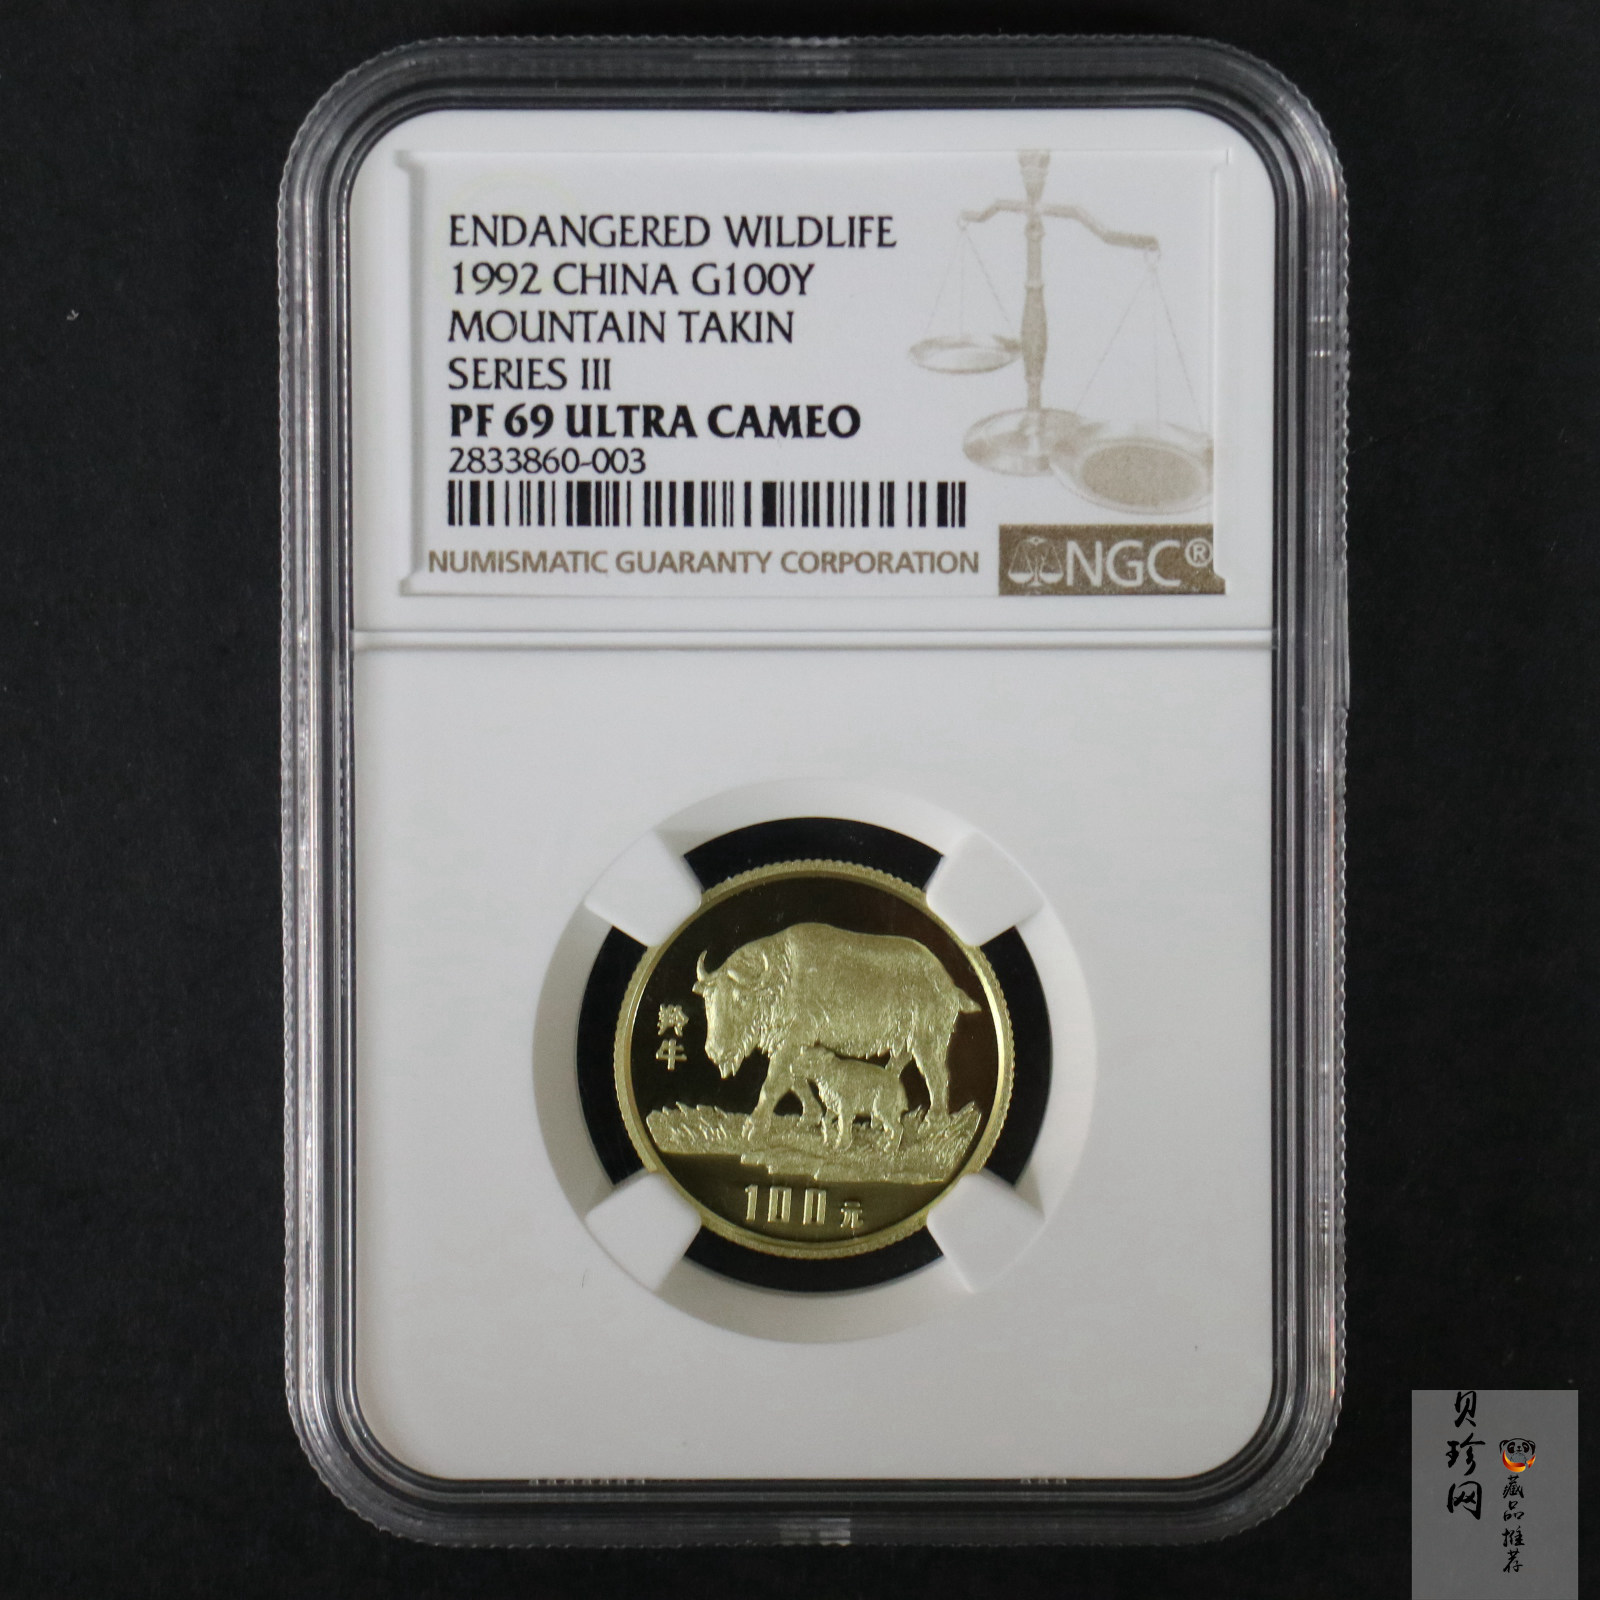 ENDANGERED WILDLIFE
1992 CHINA G100Y
MOUNTAIN TAKIN
SERIES III
PF 69 ULTRA CAMEO
2833860-003
NUMISMATIC GUARANTY CORPORATION
NGC®
羚牛
100元
贝珍网
藏品推荐